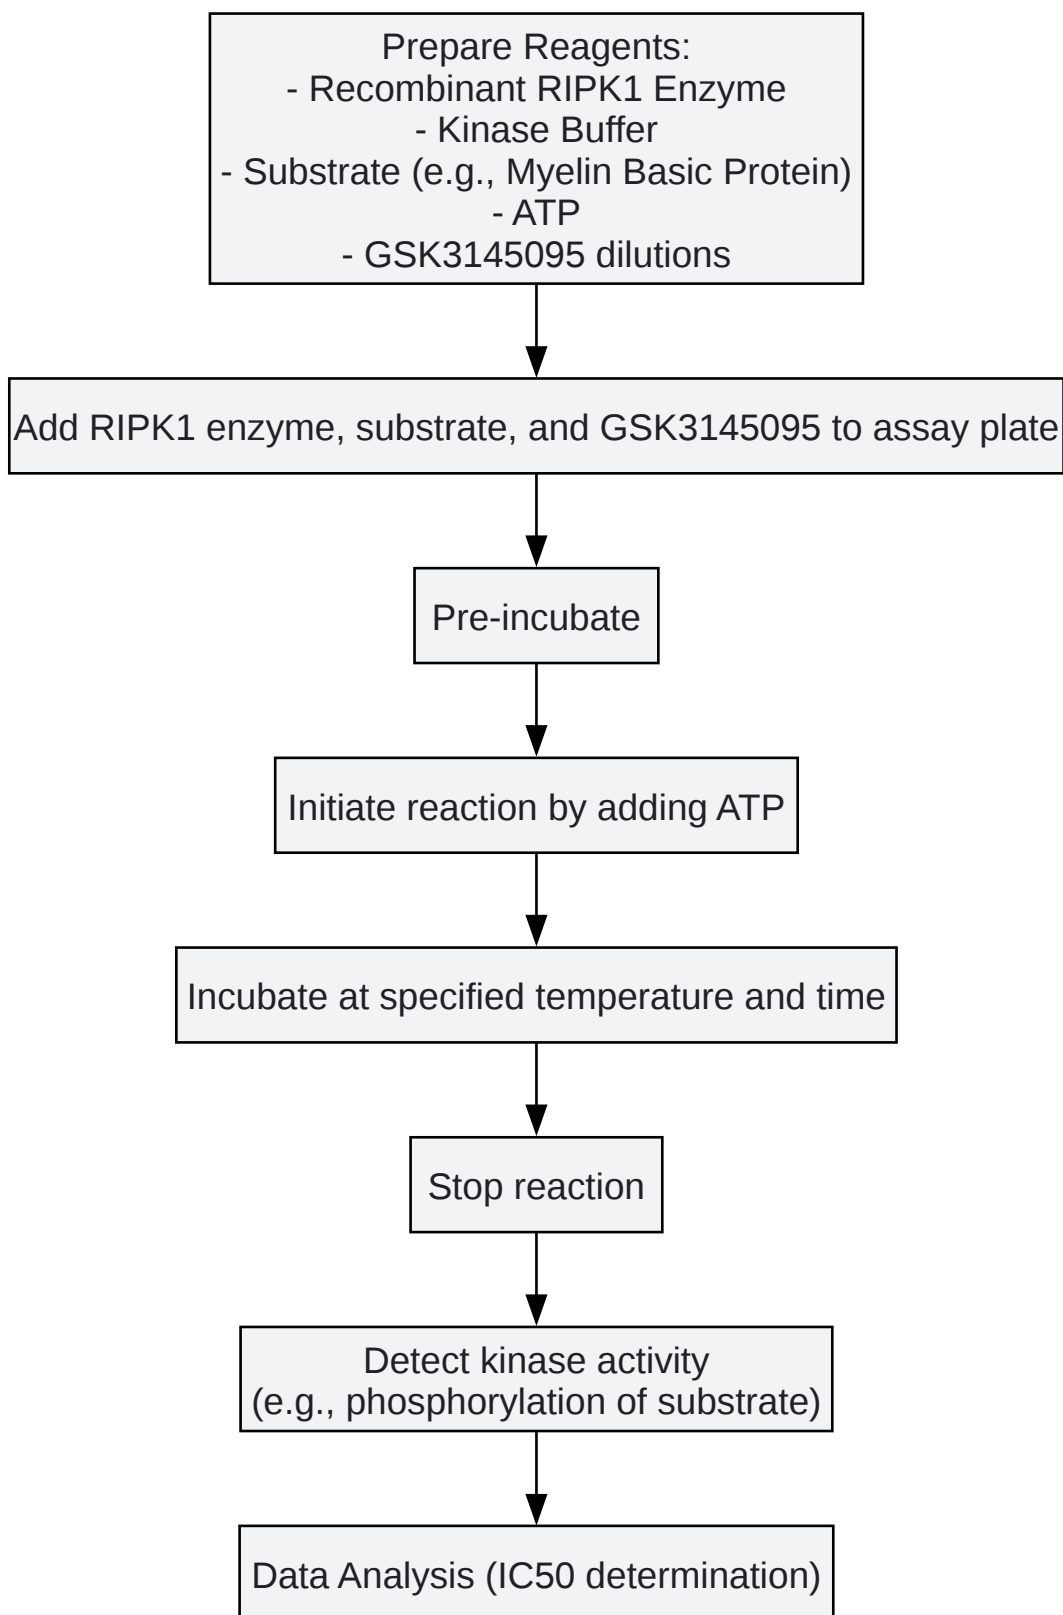 Prepare Reagents:
- Recombinant RIPK1 Enzyme
- Kinase Buffer
- Substrate (e.g., Myelin Basic Protein)
- ATP
- GSK3145095 dilutions
Add RIPK1 enzyme, substrate, and GSK3145095 to assay plate
Pre-incubate
Initiate reaction by adding ATP
Incubate at specified temperature and time
Stop reaction
Detect kinase activity
(e.g., phosphorylation of substrate)
Data Analysis (IC50 determination)